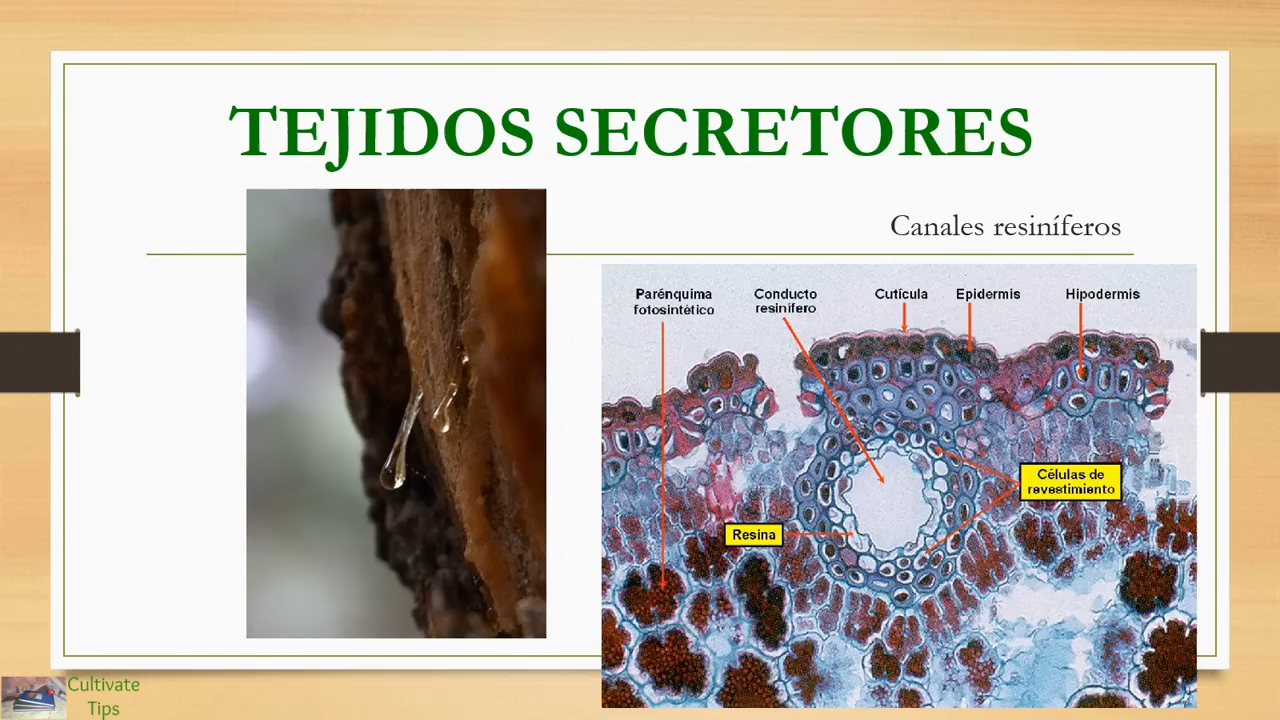 TEJIDOS SECRETORES
Canales resiníferos
Parénquima
fotosintético
Conducto
resinífero
Cutícula
Epidermis
Hipodermis
Células de
revestimiento
Resina
Cultivate
Tips